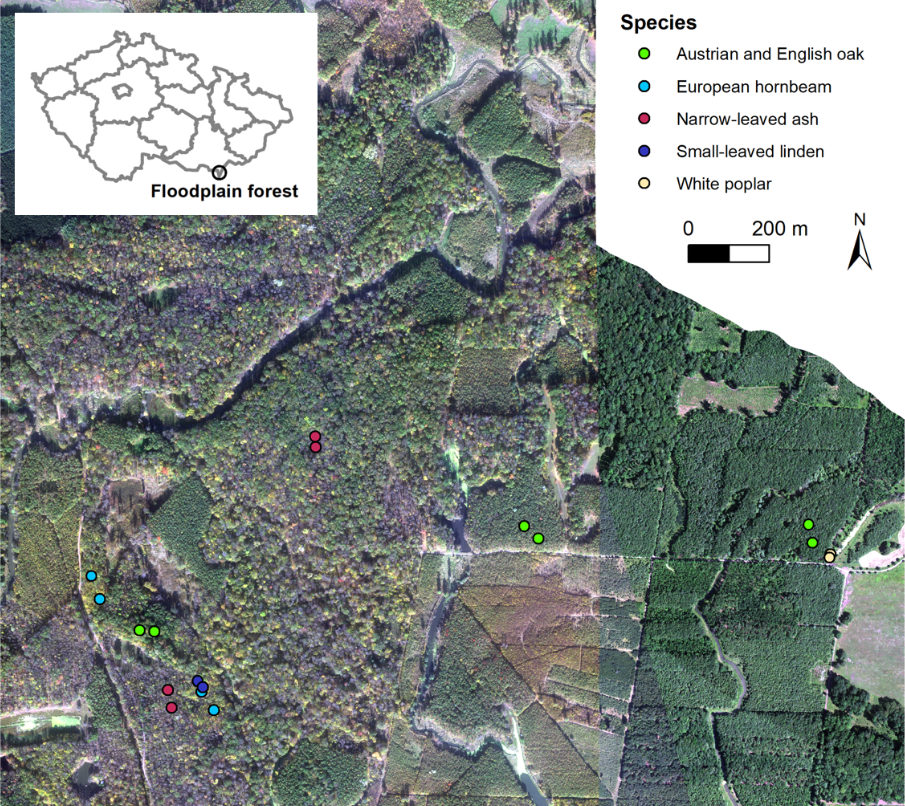 Species
Austrian and English oak
European hornbeam
Narrow-leaved ash
Small-leaved linden
White poplar
0 200 m
N
Floodplain forest